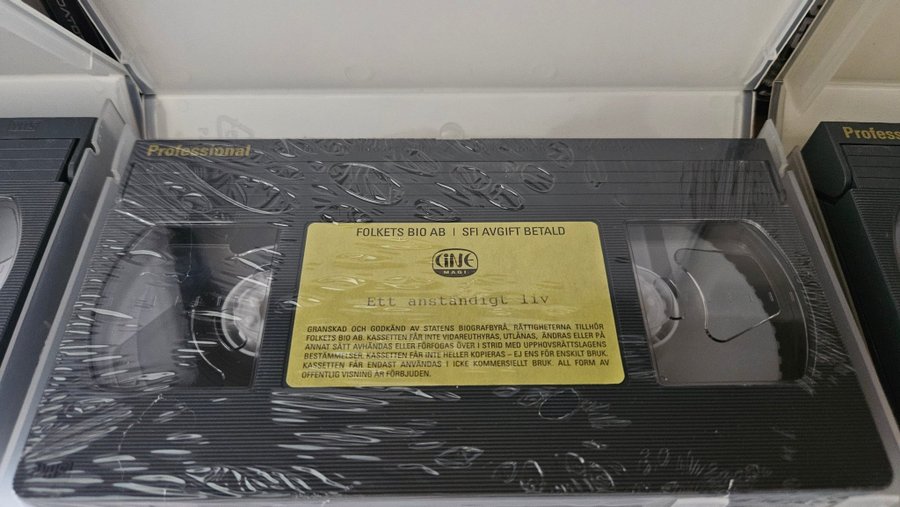 Professional
FOLKETS BIO AB | SFI AVGIFT BETALD
CINE
MAGI
Ett anständigt liv
GRANSKAD OCH GODKÄND AV STATENS BIOGRAFBYRÅ, RÄTTIGHETERNA TILLHÖR
FOLKETS BIO AB. KASSETTEN FÅR INTE VIDAREUTHYRAS, UTLÅNAS, ÄNDRAS ELLER PÅ
ANNAT SÄTT AVHÄNDAS ELLER FÖRFOGAS ÖVER I STRID MED UPPHOVSRÄTTSLAGENS
BESTÄMMELSER. KASSETTEN FÅR INTE HELLER KOPIERAS – EJ ENS FÖR ENSKILT BRUK.
KASSETTEN FÅR ENDAST ANVÄNDAS I ICKE KOMMERSIELLT BRUK. ALL FORM AV
OFFENTLIG VISNING ÄR FÖRBJUDEN.
Profess